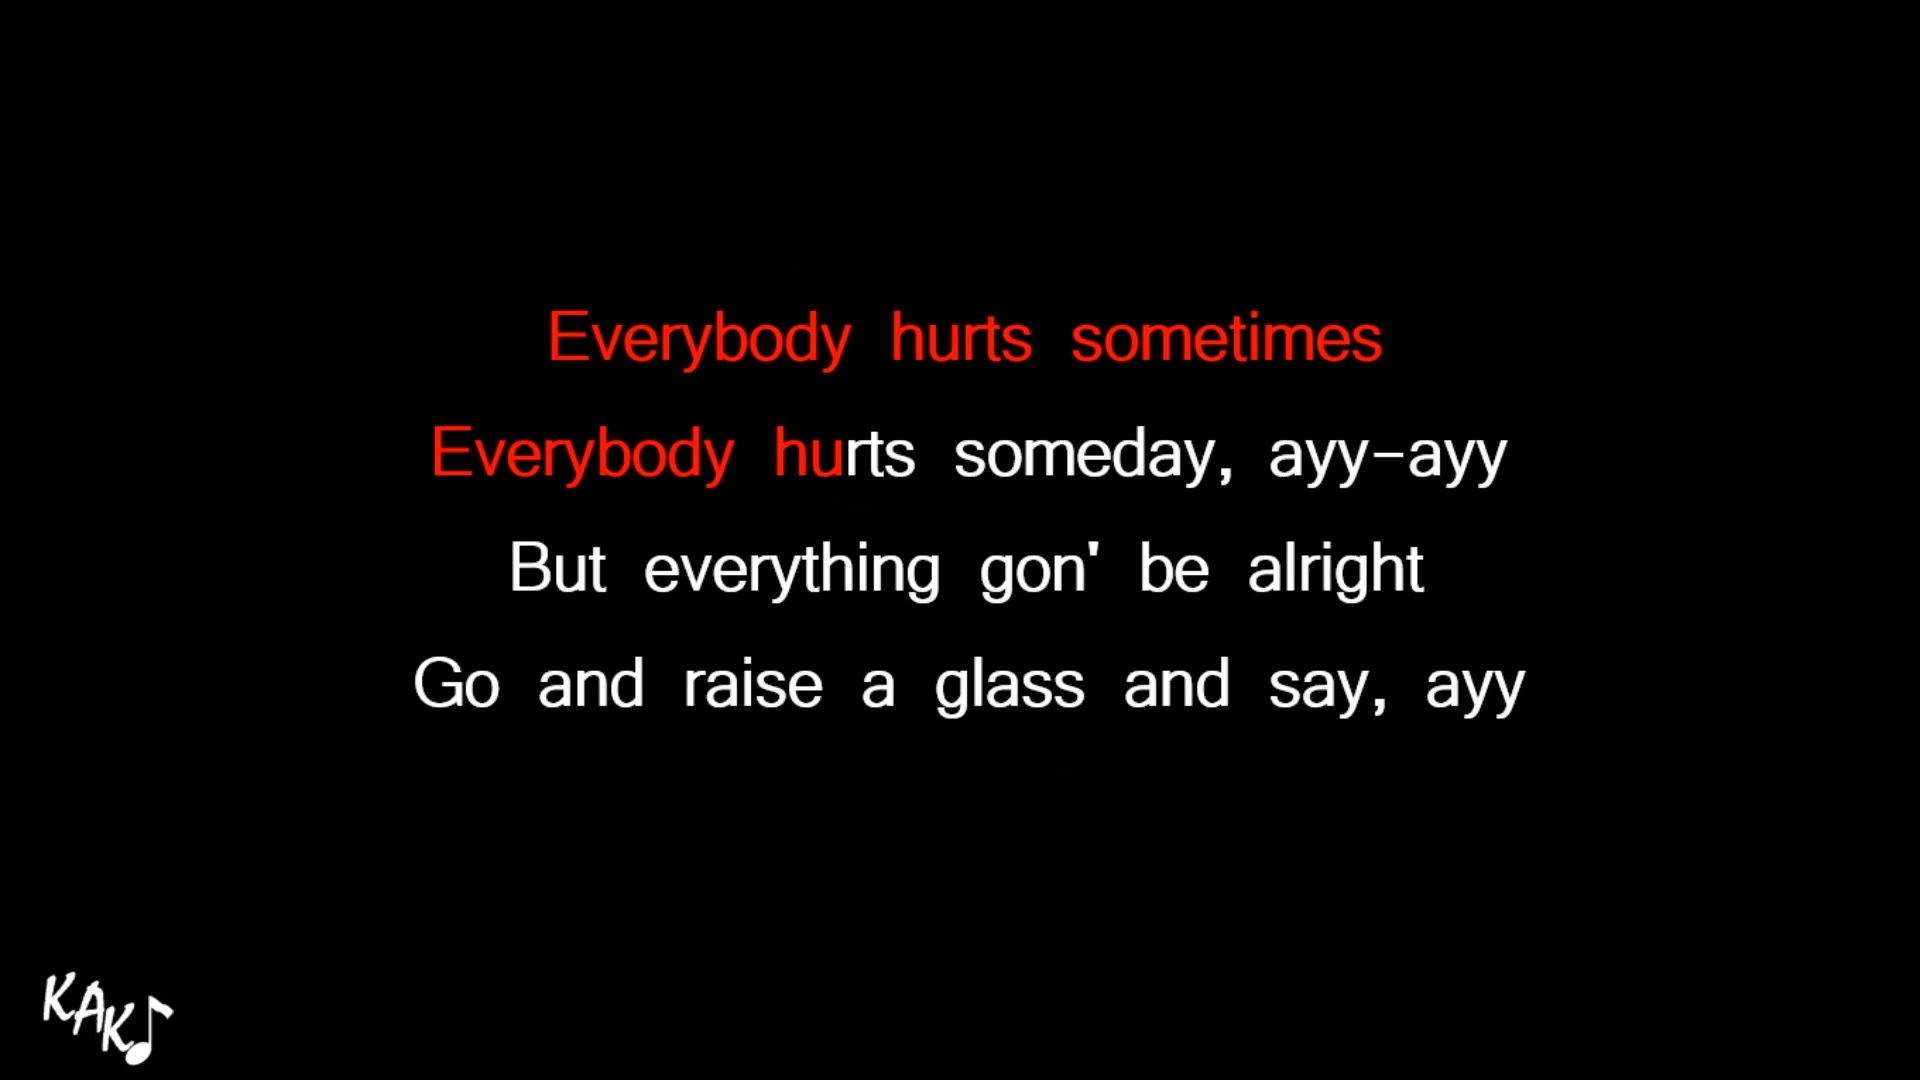 Everybody hurts sometimes
Everybody hurts someday, ayy-ayy
But everything gon' be alright
Go and raise a glass and say, ayy
KAK